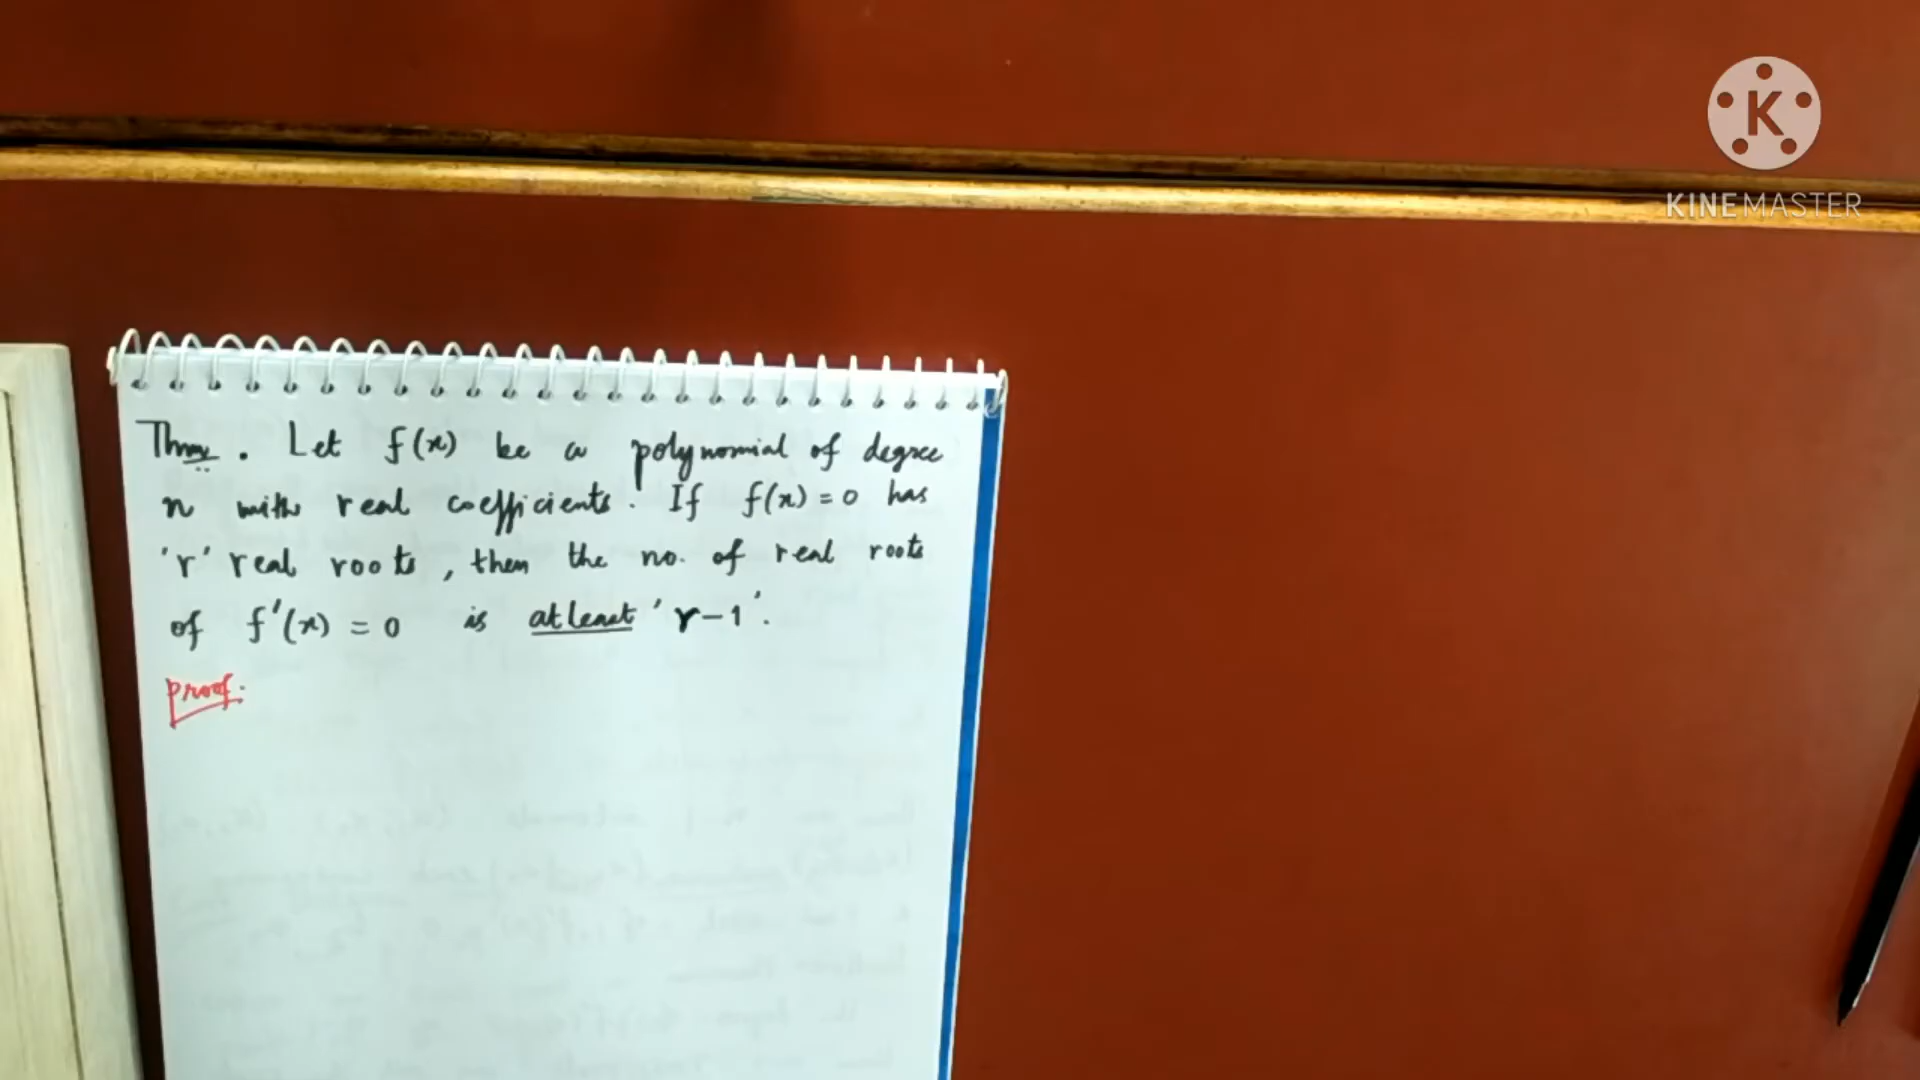 K
KINEMASTER
Thm. Let f(x) be a polynomial of degree
n with real coefficients. If f(x) = 0 has
'r' real roots, then the no. of real roots
of f'(x) = 0 is atleast 'r-1'.
Proof.